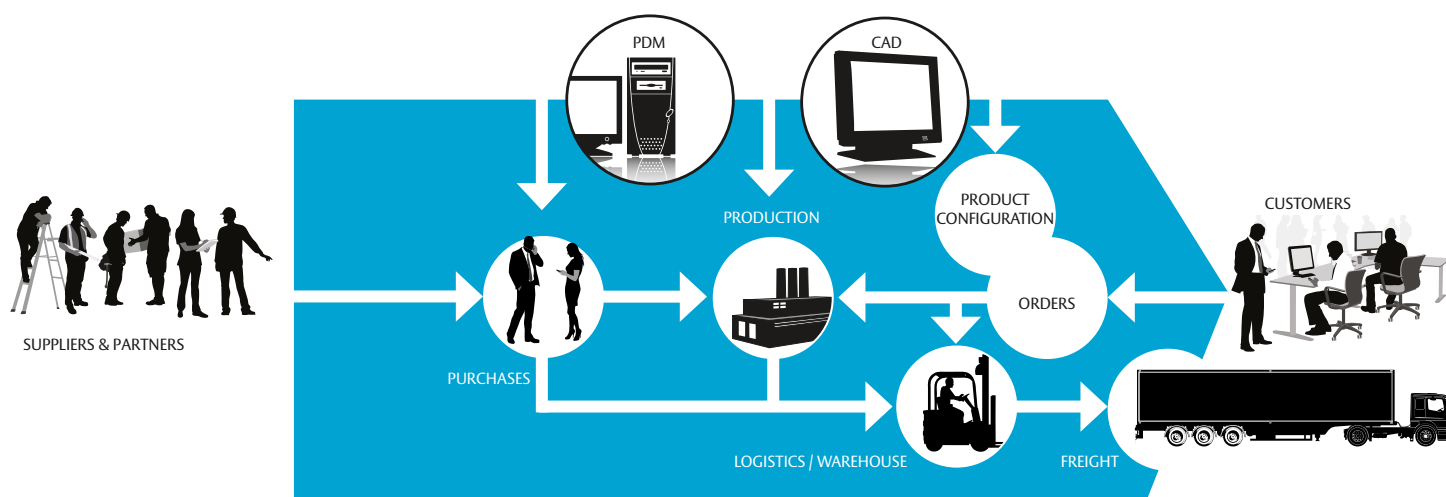 PDM
CAD
PRODUCT
CONFIGURATION
CUSTOMERS
PRODUCTION
ORDERS
SUPPLIERS & PARTNERS
PURCHASES
LOGISTICS / WAREHOUSE
FREIGHT